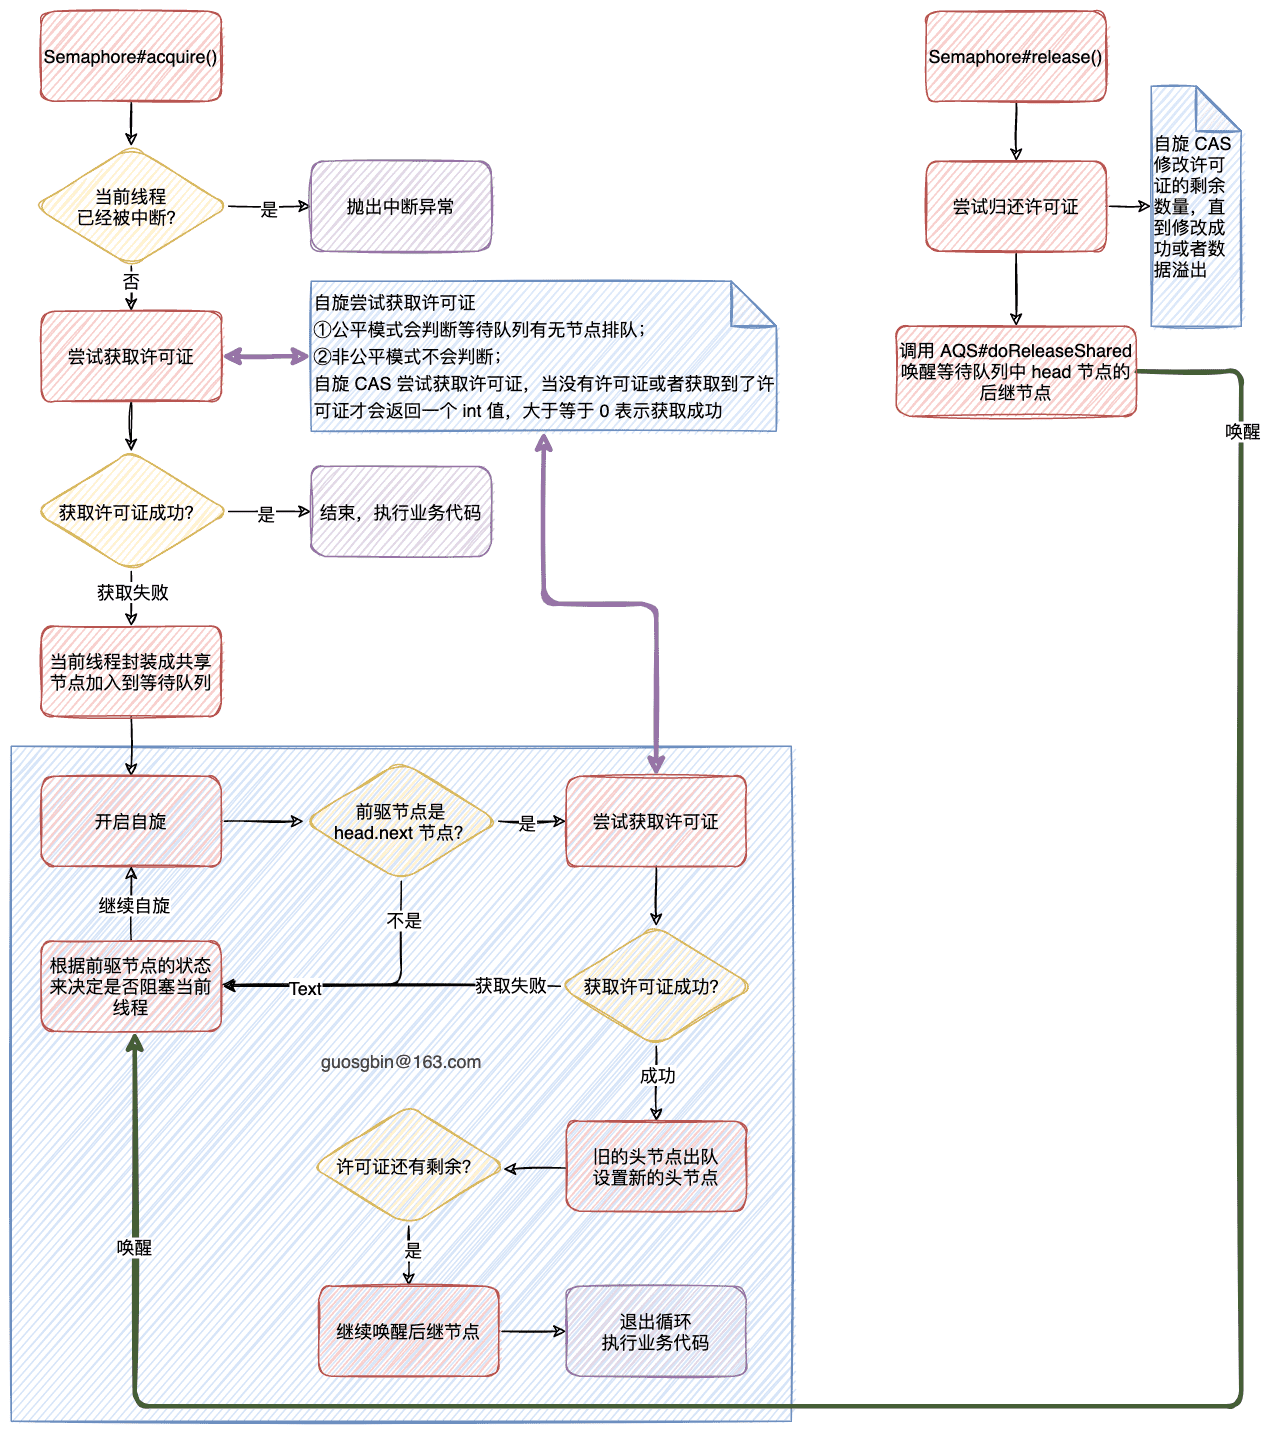 Semaphore#acquire()
当前线程
已经被中断?
是
抛出中断异常
否
尝试获取许可证
自旋尝试获取许可证
①公平模式会判断等待队列有无节点排队；
②非公平模式不会判断；
自旋 CAS 尝试获取许可证，当没有许可证或者获取到了许
可证才会返回一个 int 值，大于等于 0 表示获取成功
获取许可证成功?
是
结束，执行业务代码
获取失败
当前线程封装成共享
节点加入到等待队列
开启自旋
前驱节点是
head.next 节点?
是
尝试获取许可证
继续自旋
不是
根据前驱节点的状态
来决定是否阻塞当前
线程
Text
获取失败
获取许可证成功?
guosgbin@163.com
成功
旧的头节点出队
设置新的头节点
许可证还有剩余?
是
继续唤醒后继节点
退出循环
执行业务代码
唤醒
Semaphore#release()
尝试归还许可证
自旋 CAS
修改许可
证的剩余
数量，直
到修改成
功或者数
据溢出
调用 AQS#doReleaseShared
唤醒等待队列中 head 节点的
后继节点
唤醒